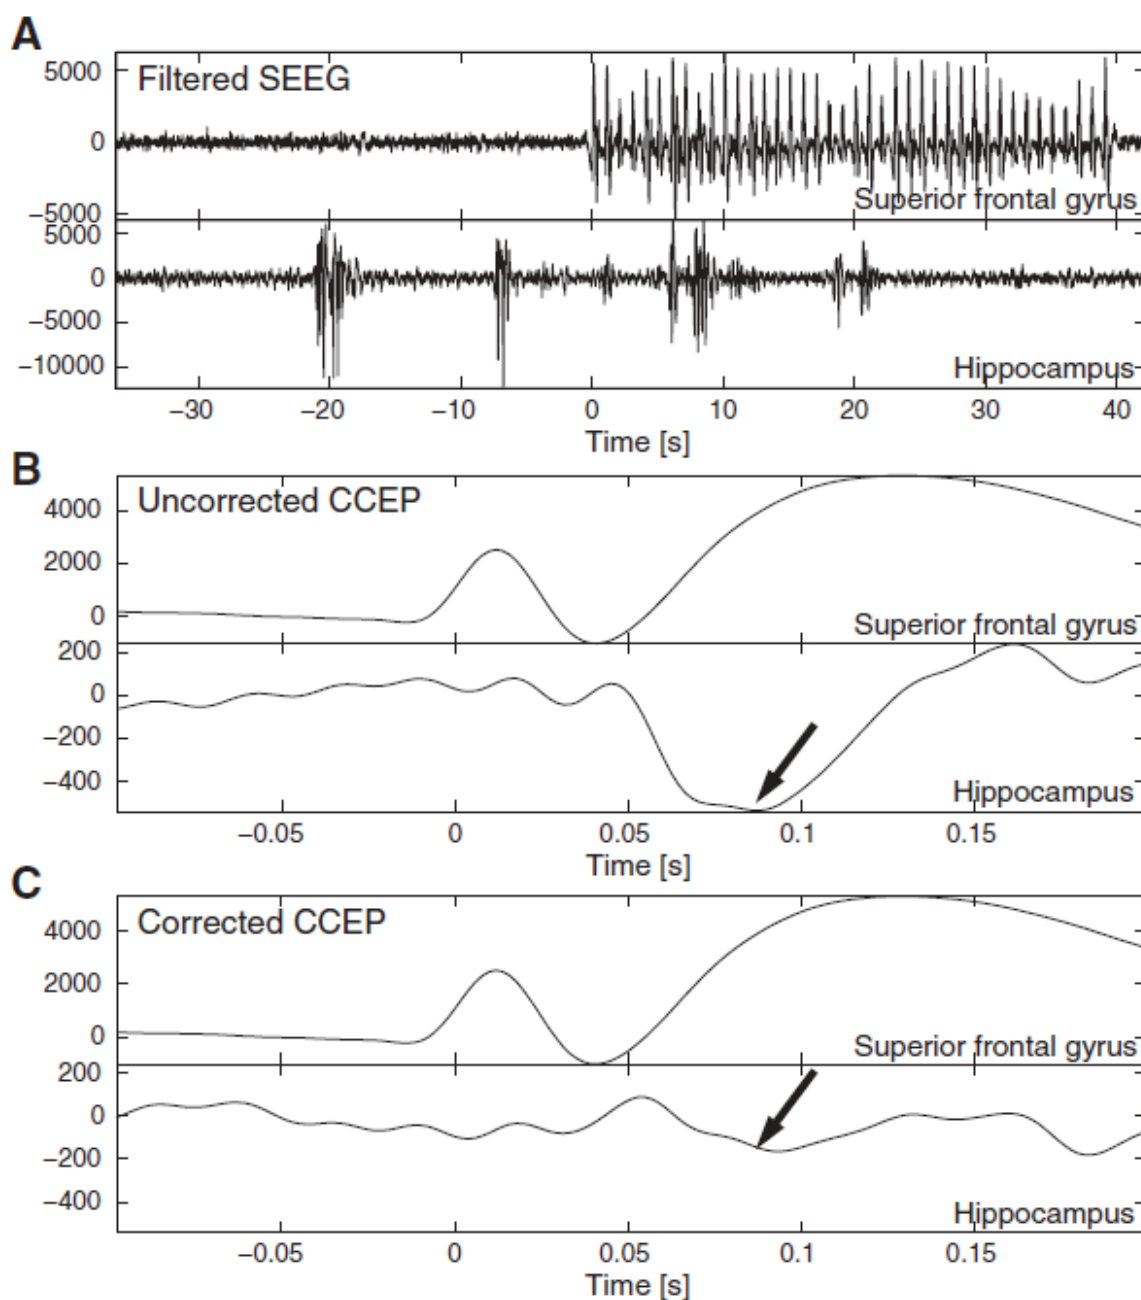 A
Filtered SEEG
5000
0
−5000
Superior frontal gyrus
5000
0
−5000
−10000
Hippocampus
−30 −20 −10 0 10 20 30 40
Time [s]
B
Uncorrected CCEP
4000
2000
0
Superior frontal gyrus
200
0
−200
−400
Hippocampus
−0.05 0 0.05 0.1 0.15
Time [s]
C
Corrected CCEP
4000
2000
0
Superior frontal gyrus
200
0
−200
−400
Hippocampus
−0.05 0 0.05 0.1 0.15
Time [s]